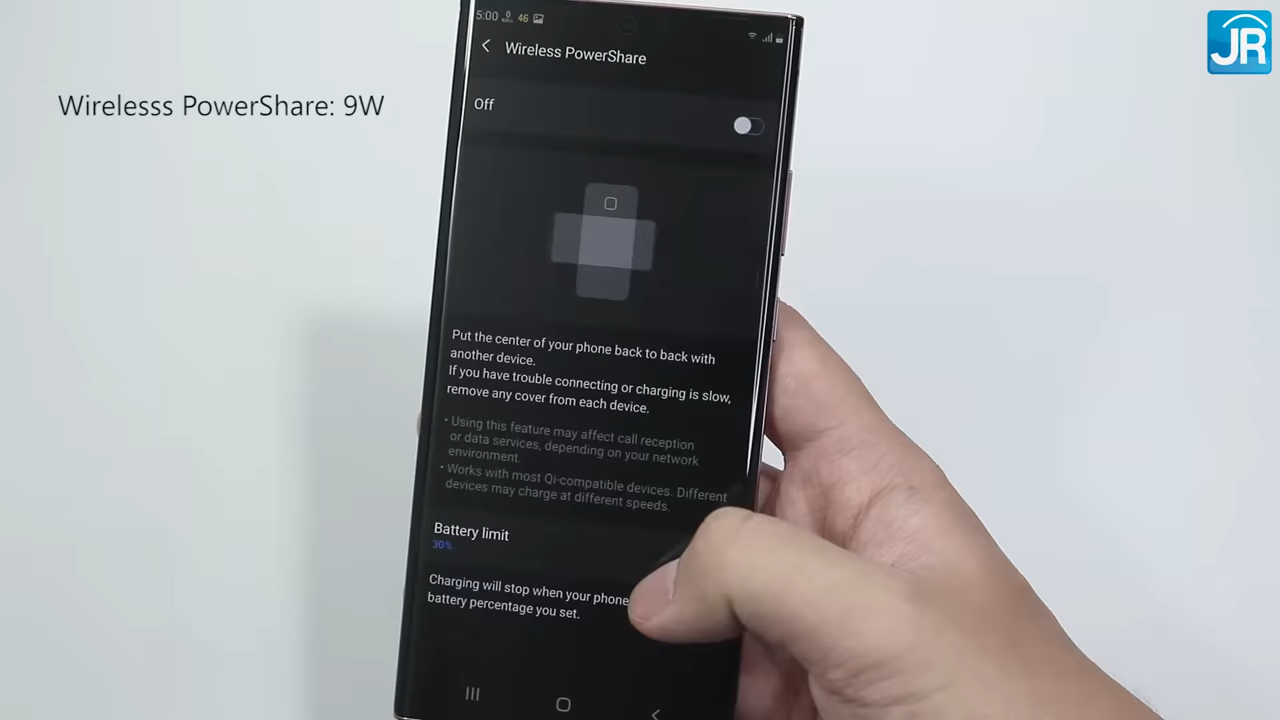 5:00 46
JR
Wireless PowerShare
Wirelesss PowerShare: 9W
Off
Put the center of your phone back to back with
another device.
If you have trouble connecting or charging is slow,
remove any cover from each device.
• Using this feature may affect call reception
or data services, depending on your network
environment.
• Works with most Qi-compatible devices. Different
devices may charge at different speeds.
Battery limit
30%
Charging will stop when your phone
battery percentage you set.